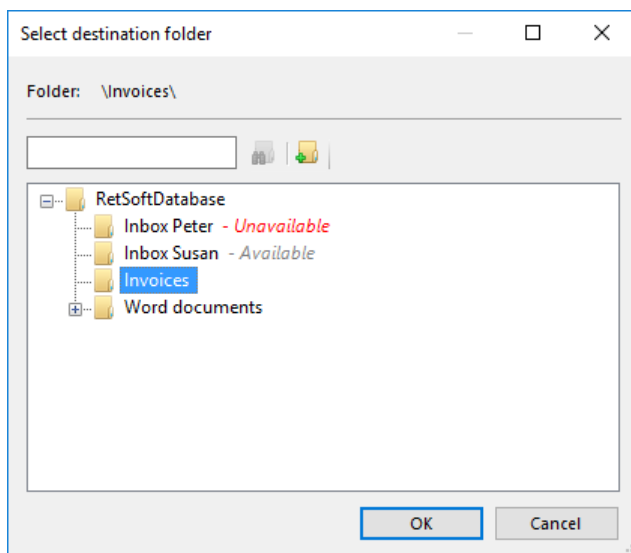 Select destination folder
Folder: \Invoices\
RetSoftDatabase
Inbox Peter - Unavailable
Inbox Susan - Available
Invoices
Word documents
OK Cancel